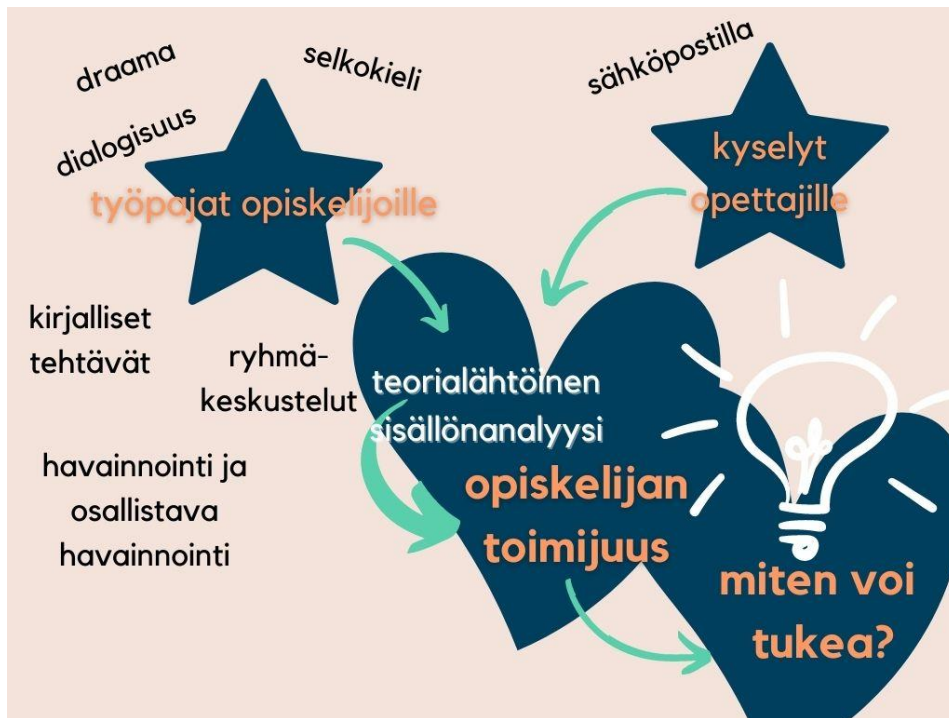 draama
selkokieli
sähköpostilla
dialogisuus
työpajat opiskelijoille
kyselyt
opettajille
kirjalliset
tehtävät
ryhmä-
keskustelut
havainnointi ja
osallistava
havainnointi
teorialähtöinen
sisällönanalyysi
opiskelijan
toimijuus
miten voi
tukea?